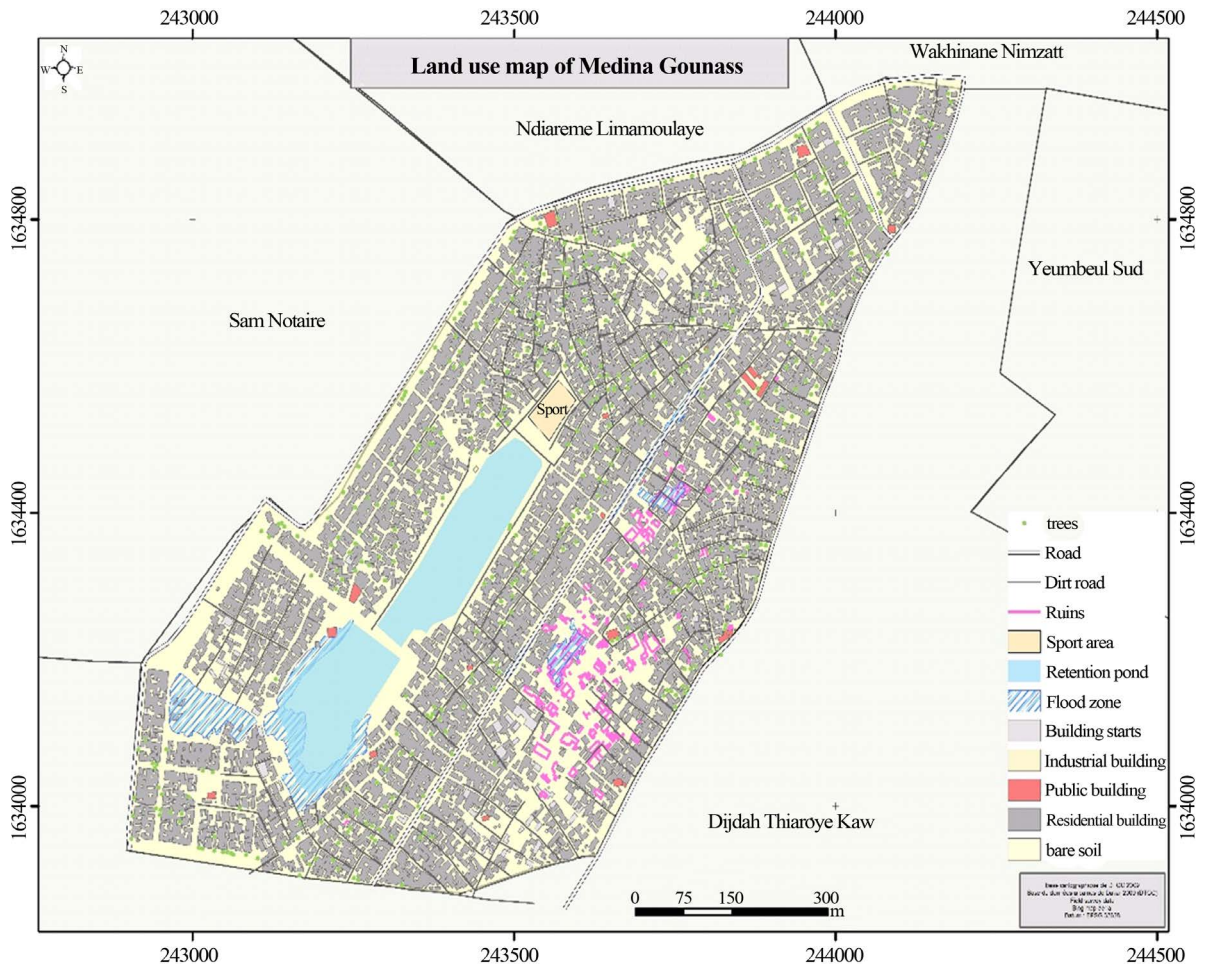 243000 243500 244000 244500
N
W E
S
Land use map of Medina Gounass
Wakhinane Nimzatt
Ndiareme Limamoulaye
1634800 1634800
Yeumbeul Sud
Sam Notaire
Sport
1634400 1634400
trees
Road
Dirt road
Ruins
Sport area
Retention pond
Flood zone
Building starts
Industrial building
Public building
Residential building
bare soil
1634000 1634000
Dijdah Thiaroye Kaw
0 75 150 300
m
Field survey data
243000 243500 244000 244500